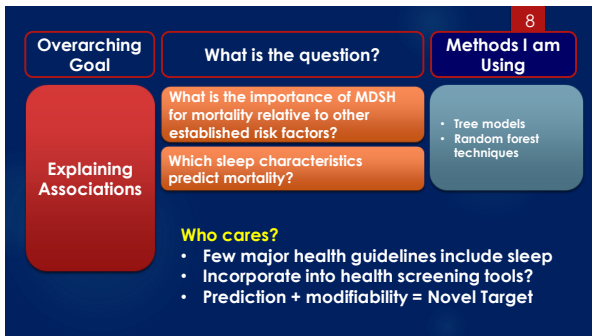 8
Overarching
Goal
What is the question?
Methods I am
Using
Explaining
Associations
What is the importance of MDSH
for mortality relative to other
established risk factors?
Which sleep characteristics
predict mortality?
• Tree models
• Random forest
techniques
Who cares?
• Few major health guidelines include sleep
• Incorporate into health screening tools?
• Prediction + modifiability = Novel Target